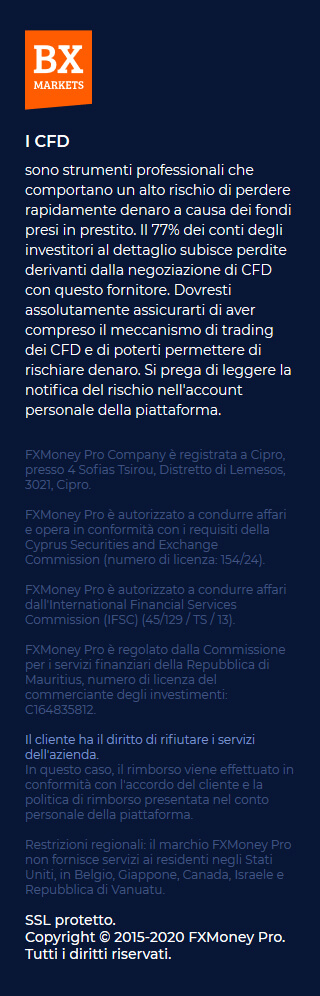 BX
MARKETS
I CFD
sono strumenti professionali che
comportano un alto rischio di perdere
rapidamente denaro a causa dei fondi
presi in prestito. Il 77% dei conti degli
investitori al dettaglio subisce perdite
derivanti dalla negoziazione di CFD
con questo fornitore. Dovresti
assolutamente assicurarti di aver
compreso il meccanismo di trading
dei CFD e di poterti permettere di
rischiare denaro. Si prega di leggere la
notifica del rischio nell'account
personale della piattaforma.
FXMoney Pro Company è registrata a Cipro,
presso 4 Sofias Tsirou, Distretto di Lemesos,
3021, Cipro.
FXMoney Pro è autorizzato a condurre affari
e opera in conformità con i requisiti della
Cyprus Securities and Exchange
Commission (numero di licenza: 154/24).
FXMoney Pro è autorizzato a condurre affari
dall'International Financial Services
Commission (IFSC) (45/129 / TS / 13).
FXMoney Pro è regolato dalla Commissione
per i servizi finanziari della Repubblica di
Mauritius, numero di licenza del
commerciante degli investimenti:
C164835812.
Il cliente ha il diritto di rifiutare i servizi
dell'azienda.
In questo caso, il rimborso viene effettuato in
conformità con l'accordo del cliente e la
politica di rimborso presentata nel conto
personale della piattaforma.
Restrizioni regionali: il marchio FXMoney Pro
non fornisce servizi ai residenti negli Stati
Uniti, in Belgio, Giappone, Canada, Israele e
Repubblica di Vanuatu.
SSL protetto.
Copyright © 2015-2020 FXMoney Pro.
Tutti i diritti riservati.